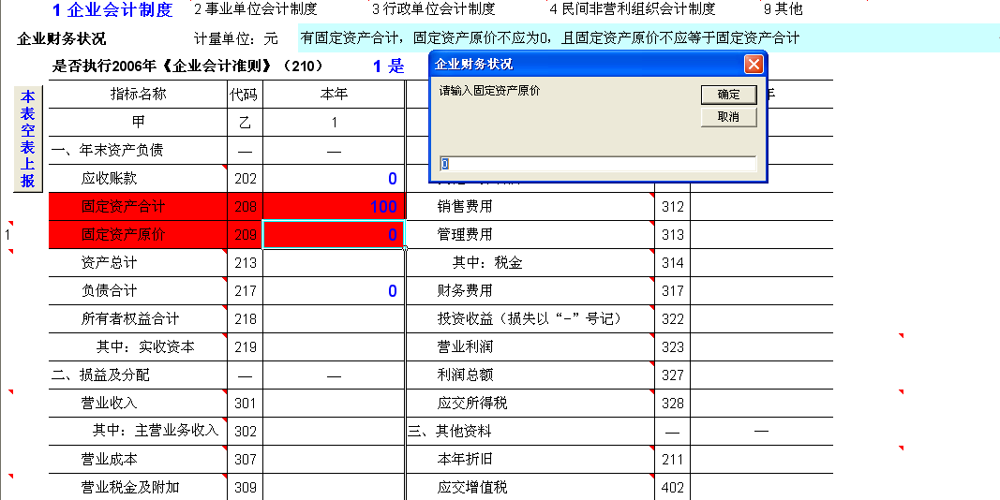 1 企业会计制度 2 事业单位会计制度 3 行政单位会计制度 4 民间非营利组织会计制度 9 其他
企业财务状况 计量单位：元 有固定资产合计，固定资产原价不应为0，且固定资产原价不应等于固定资产合计
是否执行2006年《企业会计准则》（210） 1 是
企业财务状况
请输入固定资产原价
确定
取消
0
本表空表上报
指标名称 代码 本年 年
甲 乙 1
一、年末资产负债 — —
应收账款 202 0
固定资产合计 208 100 销售费用 312
1 固定资产原价 209 0 管理费用 313
资产总计 213 其中：税金 314
负债合计 217 0 财务费用 317
所有者权益合计 218 投资收益（损失以“-”号记） 322
其中：实收资本 219 营业利润 323
二、损益及分配 — — 利润总额 327
营业收入 301 应交所得税 328
其中：主营业务收入 302 三、其他资料 — —
营业成本 307 本年折旧 211
营业税金及附加 309 应交增值税 402